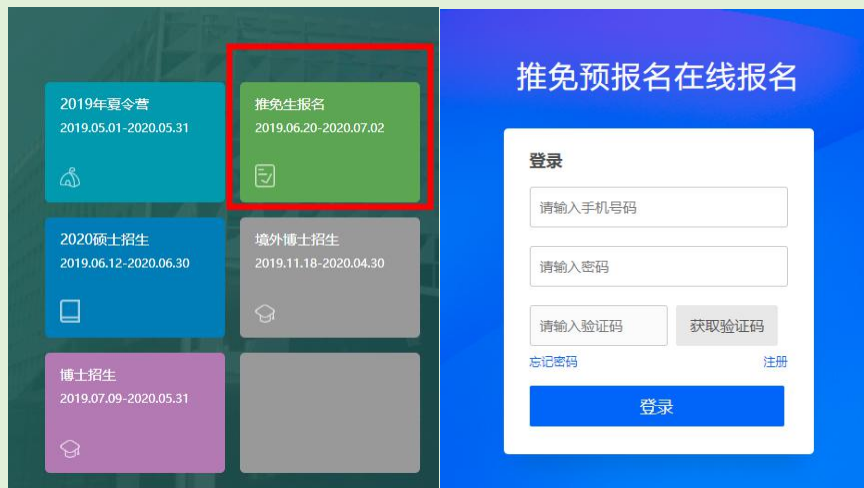 2019年夏令营
2019.05.01-2020.05.31
推免生报名
2019.06.20-2020.07.02
2020硕士招生
2019.06.12-2020.06.30
境外博士招生
2019.11.18-2020.04.30
博士招生
2019.07.09-2020.05.31
推免预报名在线报名
登录
请输入手机号码
请输入密码
请输入验证码 获取验证码
忘记密码 注册
登录